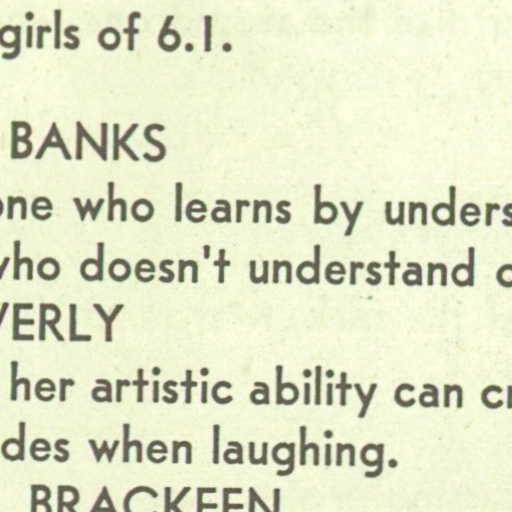 girls of 6.1.
BANKS
one who learns by unders
who doesn't understand
VERLY
her artistic ability can cr
des when laughing.
BRACKEEN